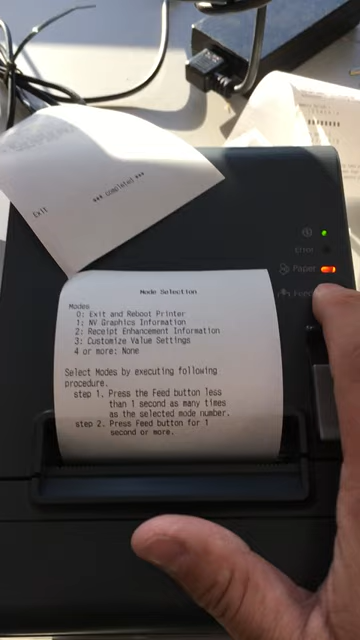 Exit
*** completed ***
Error
Paper
Feed
Mode Selection
Modes
0: Exit and Reboot Printer
1: NV Graphics Information
2: Receipt Enhancement Information
3: Customize Value Settings
4 or more: None
Select Modes by executing following
procedure.
step 1. Press the Feed button less
than 1 second as many times
as the selected mode number.
step 2. Press Feed button for 1
second or more.